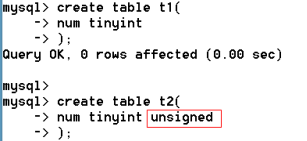 mysql> create table t1(
    -> num tinyint
    -> );
Query OK, 0 rows affected (0.00 sec)
mysql>
mysql> create table t2(
    -> num tinyint unsigned
    -> );